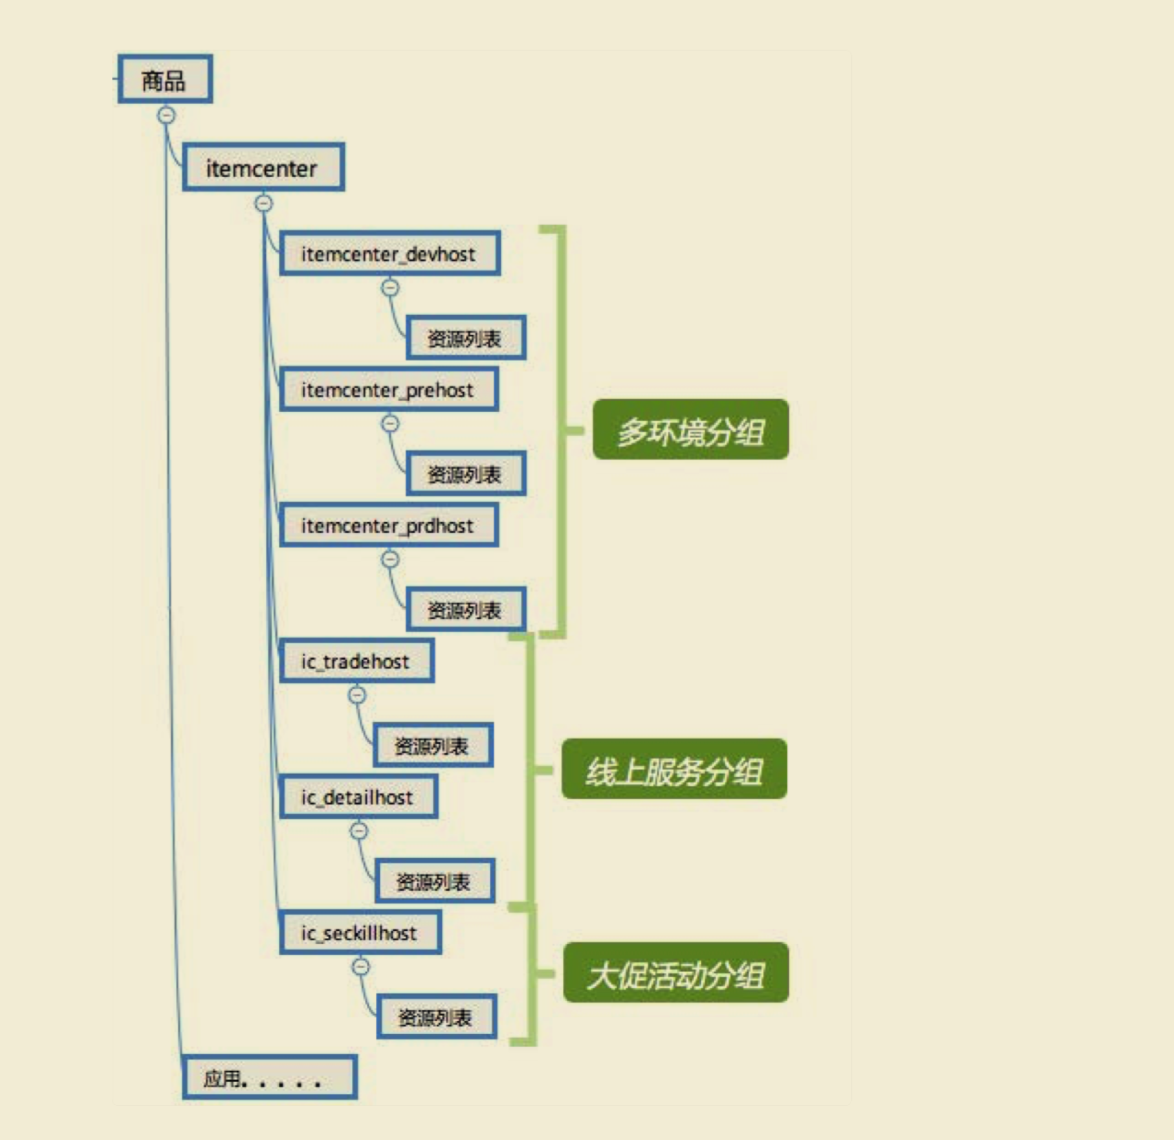 商品
itemcenter
itemcenter_devhost
资源列表
itemcenter_prehost
资源列表
多环境分组
itemcenter_prdhost
资源列表
ic_tradehost
资源列表
线上服务分组
ic_detailhost
资源列表
ic_seckillhost
大促活动分组
资源列表
应用.....